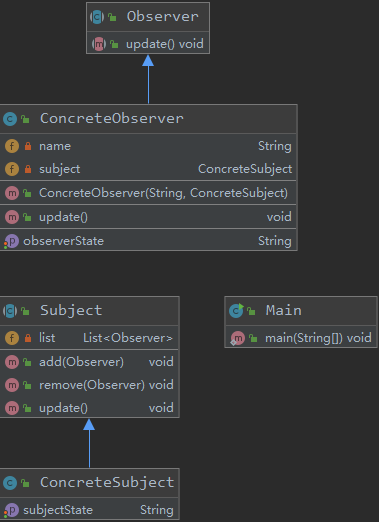 Observer
update() void
ConcreteObserver
name String
subject ConcreteSubject
ConcreteObserver(String, ConcreteSubject)
update() void
observerState String
Subject
list List<Observer>
add(Observer) void
remove(Observer) void
update() void
Main
main(String[]) void
ConcreteSubject
subjectState String